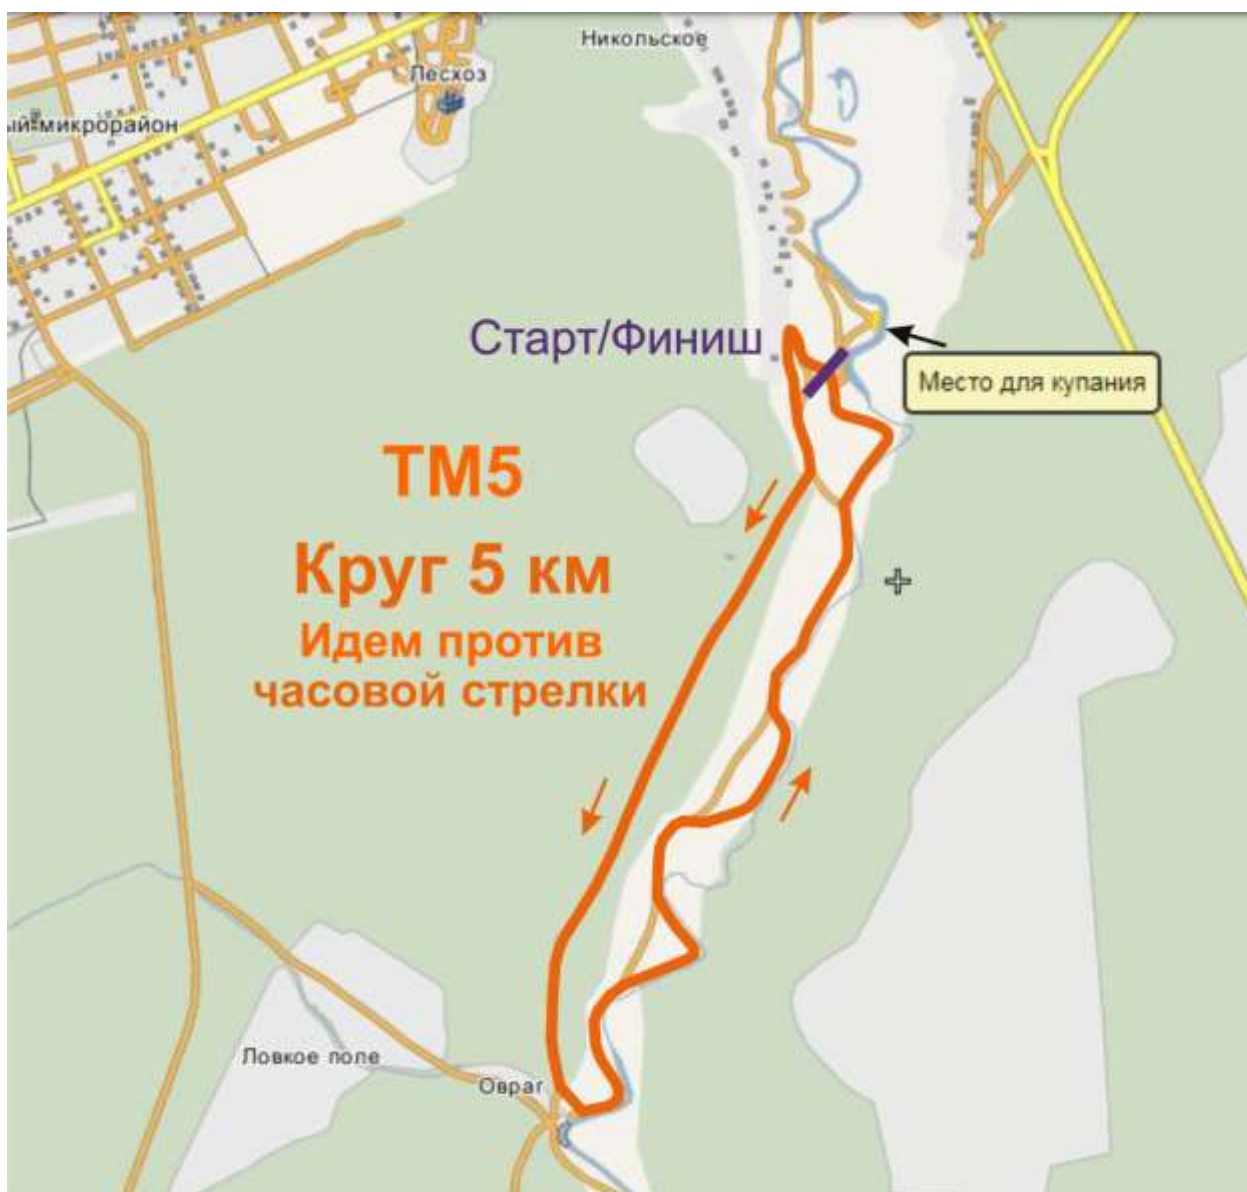 Никольское
Лесхоз
ый микрорайон
Старт/Финиш
Место для купания
ТМ5
Круг 5 км
Идем против
часовой стрелки
Ловкое поле
Овраг